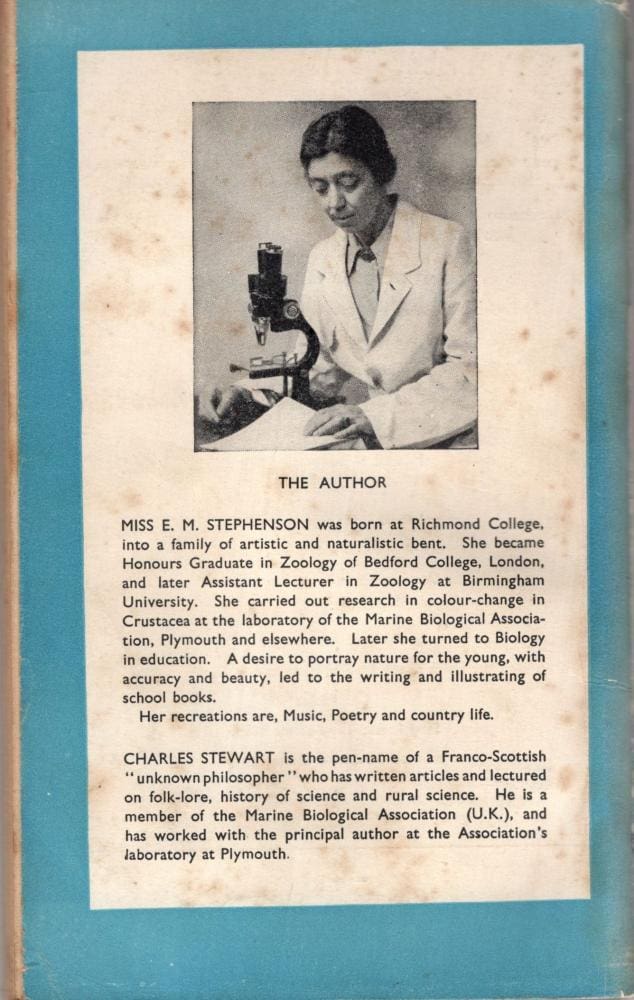 THE AUTHOR
MISS E. M. STEPHENSON was born at Richmond College,
into a family of artistic and naturalistic bent. She became
Honours Graduate in Zoology of Bedford College, London,
and later Assistant Lecturer in Zoology at Birmingham
University. She carried out research in colour-change in
Crustacea at the laboratory of the Marine Biological Associa-
tion, Plymouth and elsewhere. Later she turned to Biology
in education. A desire to portray nature for the young, with
accuracy and beauty, led to the writing and illustrating of
school books.
Her recreations are, Music, Poetry and country life.
CHARLES STEWART is the pen-name of a Franco-Scottish
"unknown philosopher" who has written articles and lectured
on folk-lore, history of science and rural science. He is a
member of the Marine Biological Association (U.K.), and
has worked with the principal author at the Association's
laboratory at Plymouth.